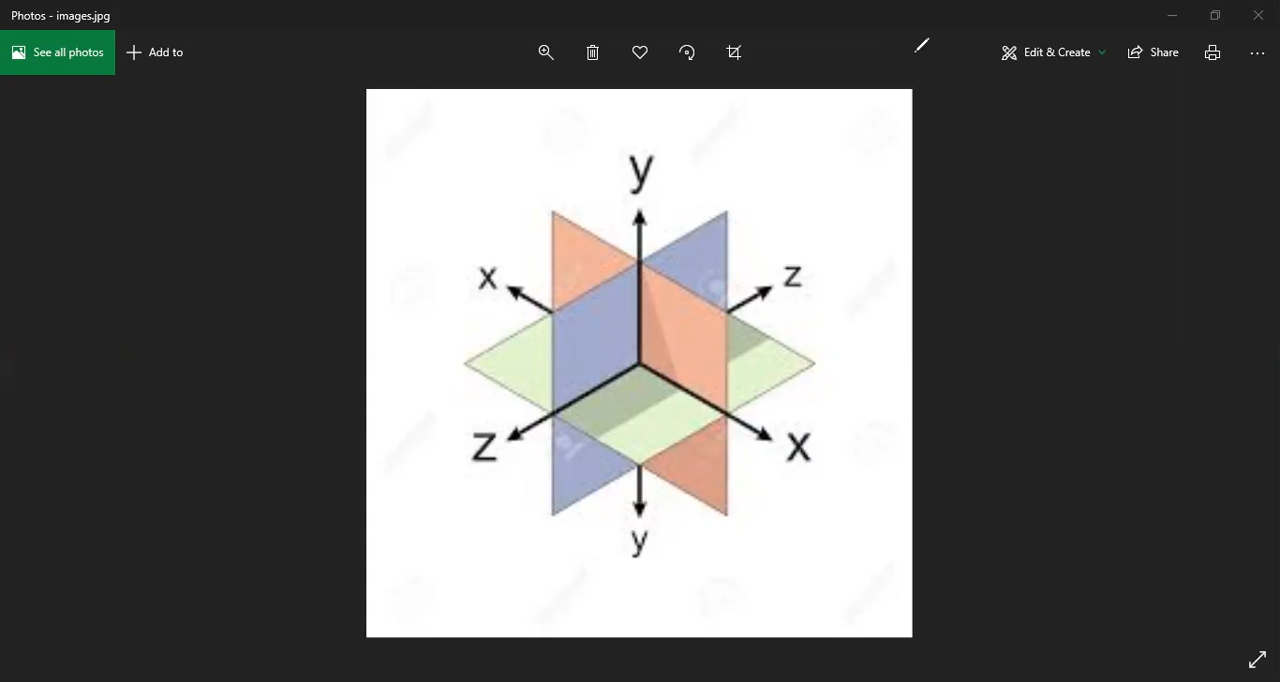 Photos - images.jpg
See all photos
Add to
Edit & Create
Share
y
x
z
z
x
y